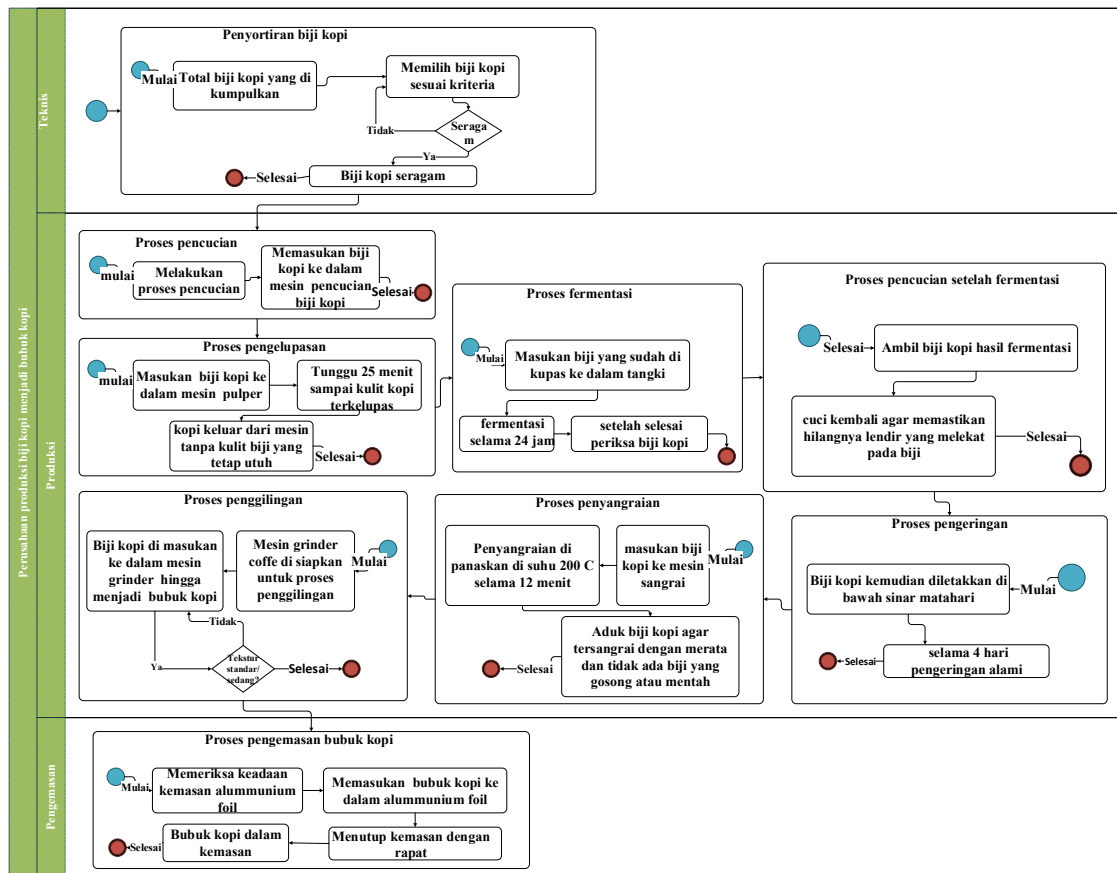 Perusahaan produksi biji kopi menjadi bubuk kopi
Teknis
Penyortiran biji kopi
Mulai
Total biji kopi yang di
kumpulkan
Memilih biji kopi
sesuai kriteria
Tidak
Seraga
m
Ya
Biji kopi seragam
Selesai
Produksi
Proses pencucian
mulai
Melakukan
proses pencucian
Memasukan biji
kopi ke dalam
mesin pencucian
biji kopi
Selesai
Proses pengelupasan
mulai
Masukan biji kopi ke
dalam mesin pulper
Tunggu 25 menit
sampai kulit kopi
terkelupas
kopi keluar dari mesin
tanpa kulit biji yang
tetap utuh
Selesai
Proses fermentasi
Mulai
Masukan biji yang sudah di
kupas ke dalam tangki
fermentasi
selama 24 jam
setelah selesai
periksa biji kopi
Proses pencucian setelah fermentasi
Selesai
Ambil biji kopi hasil fermentasi
cuci kembali agar memastikan
hilangnya lendir yang melekat
pada biji
Selesai
Proses pengeringan
Mulai
Biji kopi kemudian diletakkan di
bawah sinar matahari
selama 4 hari
pengeringan alami
Selesai
Proses penyangraian
Mulai
masukan biji
kopi ke mesin
sangrai
Penyangraian di
panaskan di suhu 200 C
selama 12 menit
Aduk biji kopi agar
tersangrai dengan merata
dan tidak ada biji yang
gosong atau mentah
Selesai
Proses penggilingan
Mulai
Mesin grinder
coffe di siapkan
untuk proses
penggilingan
Biji kopi di masukan
ke dalam mesin
grinder hingga
menjadi bubuk kopi
Tidak
Ya
Tekstur
standar/
sedang?
Selesai
Pengemasan
Proses pengemasan bubuk kopi
Mulai
Memeriksa keadaan
kemasan alummunium
foil
Memasukan bubuk kopi ke
dalam alummunium foil
Menutup kemasan dengan
rapat
Bubuk kopi dalam
kemasan
Selesai